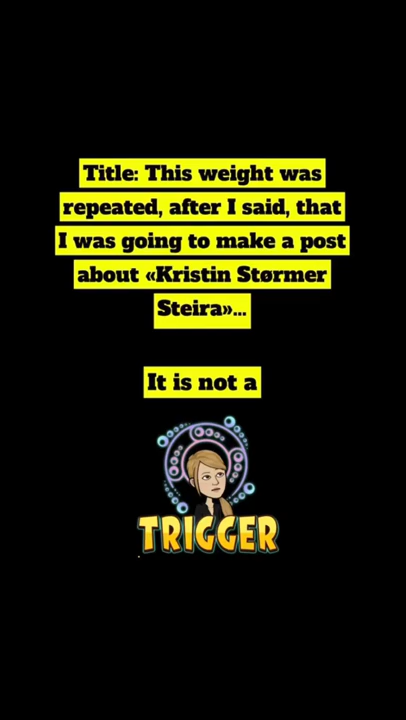 Title: This weight was
repeated, after I said, that
I was going to make a post
about «Kristin Størmer
Steira»...
It is not a
TRIGGER